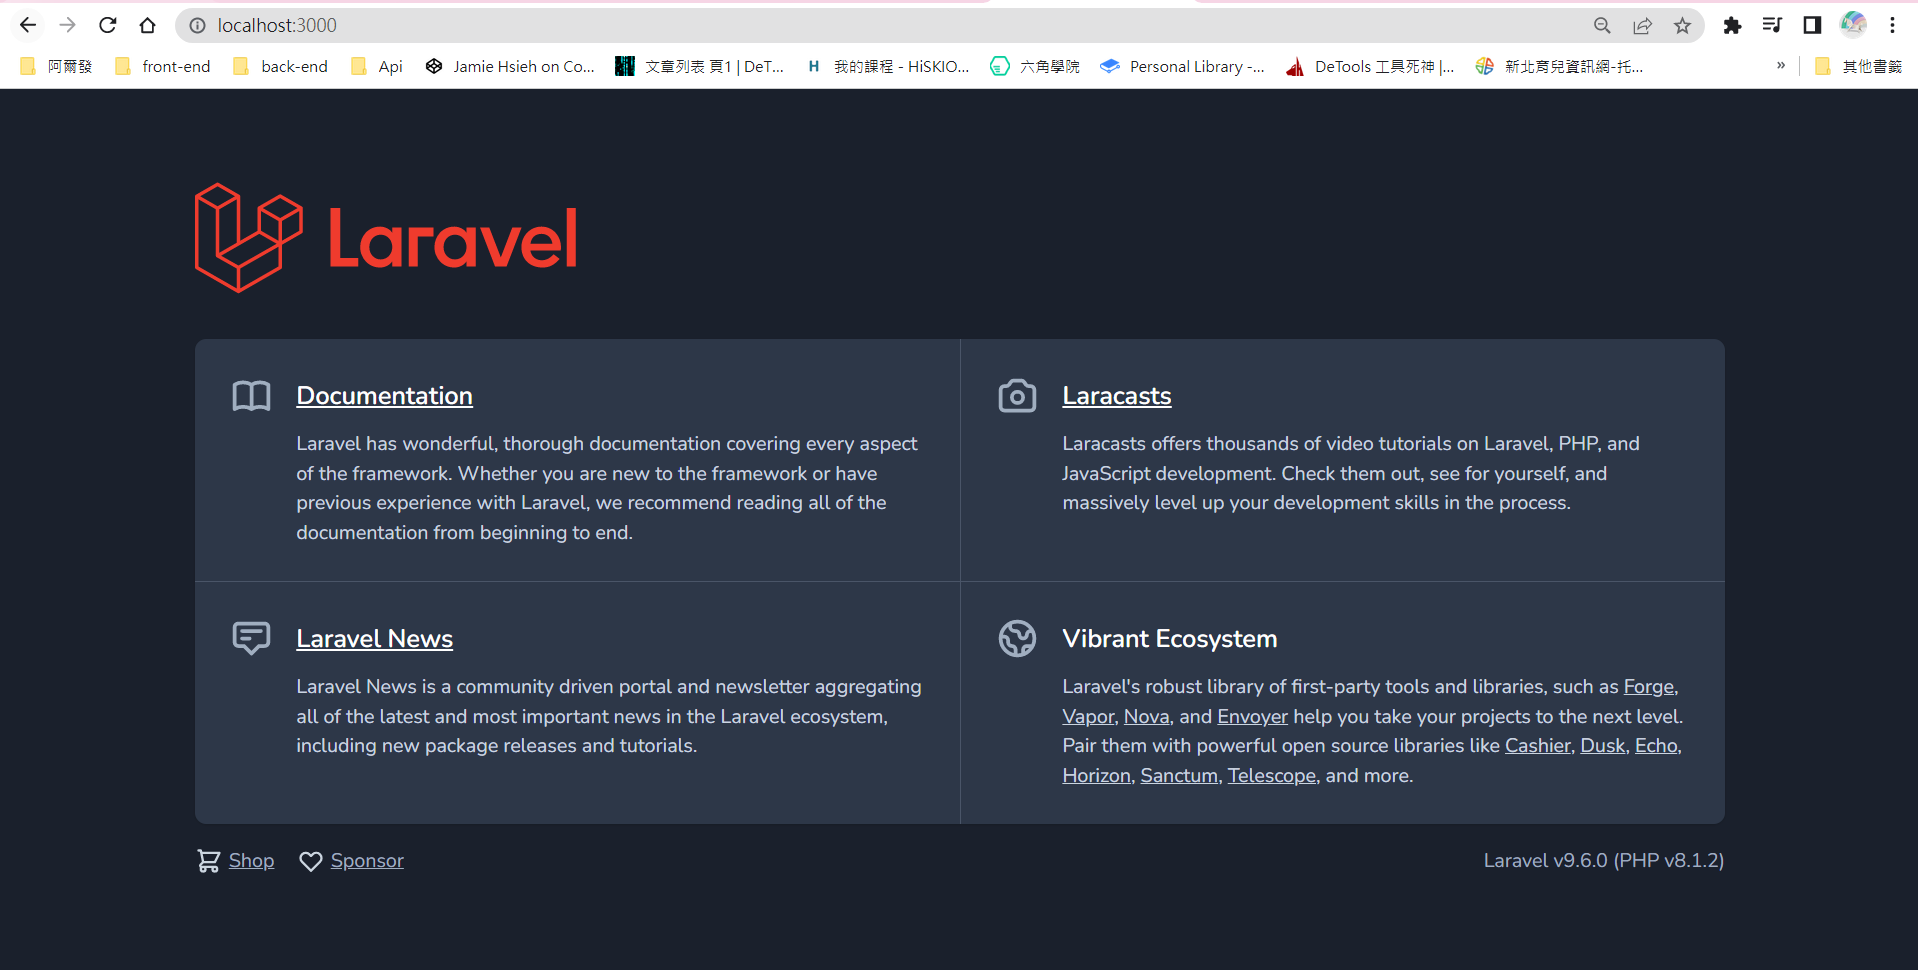 localhost:3000
阿爾發 front-end back-end Api Jamie Hsieh on Co... 文章列表 頁1 | DeT... H 我的課程 - HiSKIO... 六角學院 Personal Library -... DeTools 工具死神 |... 新北育兒資訊網-托... » 其他書籤
Laravel
Documentation
Laravel has wonderful, thorough documentation covering every aspect
of the framework. Whether you are new to the framework or have
previous experience with Laravel, we recommend reading all of the
documentation from beginning to end.
Laracasts
Laracasts offers thousands of video tutorials on Laravel, PHP, and
JavaScript development. Check them out, see for yourself, and
massively level up your development skills in the process.
Laravel News
Laravel News is a community driven portal and newsletter aggregating
all of the latest and most important news in the Laravel ecosystem,
including new package releases and tutorials.
Vibrant Ecosystem
Laravel's robust library of first-party tools and libraries, such as Forge,
Vapor, Nova, and Envoyer help you take your projects to the next level.
Pair them with powerful open source libraries like Cashier, Dusk, Echo,
Horizon, Sanctum, Telescope, and more.
Shop Sponsor
Laravel v9.6.0 (PHP v8.1.2)